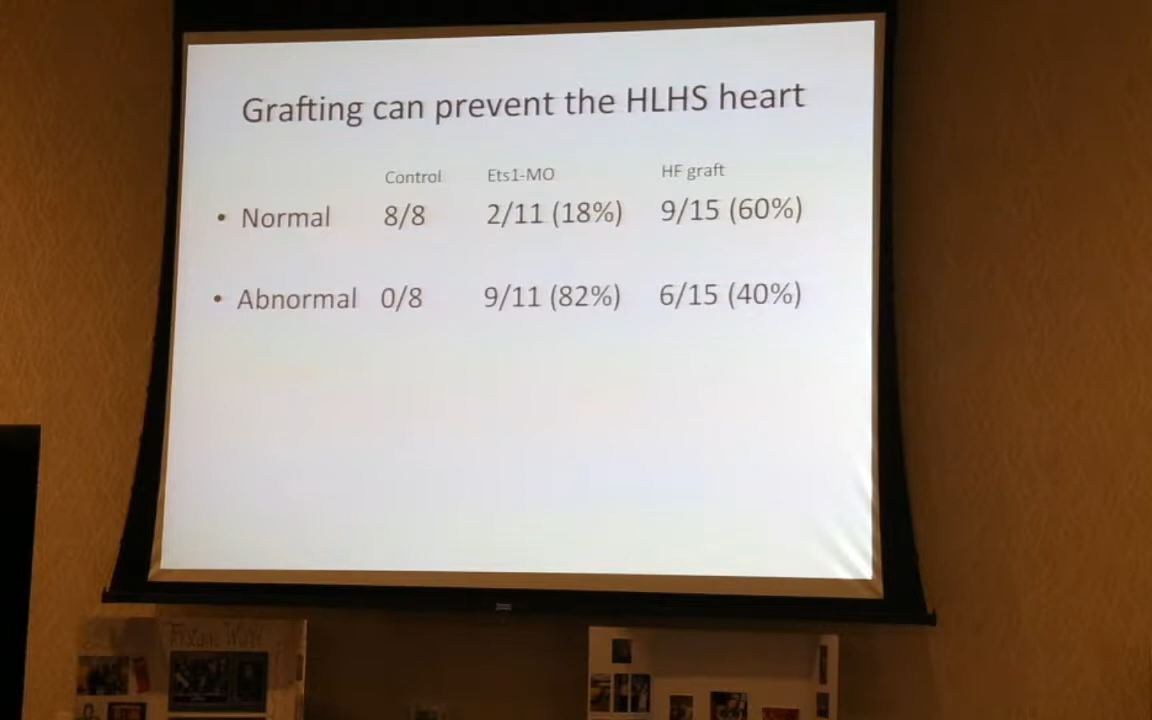 Grafting can prevent the HLHS heart
Control Ets1-MO HF graft
• Normal 8/8 2/11 (18%) 9/15 (60%)
• Abnormal 0/8 9/11 (82%) 6/15 (40%)